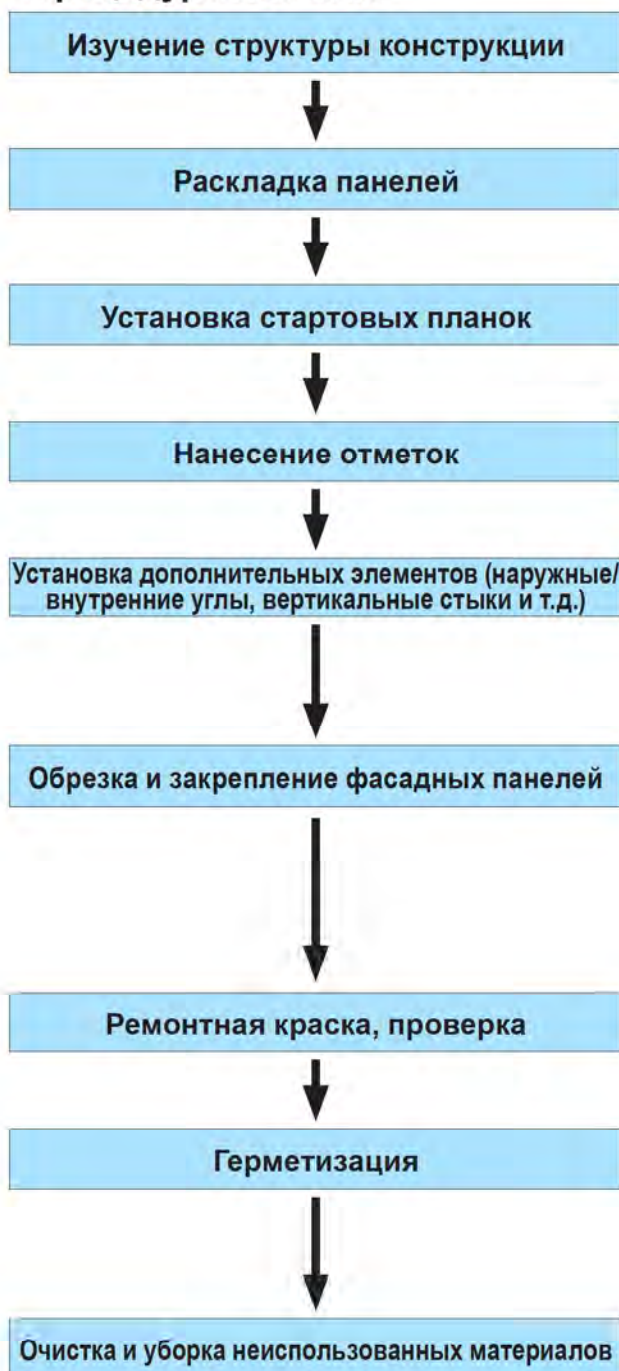 Изучение структуры конструкции
Раскладка панелей
Установка стартовых планок
Нанесение отметок
Установка дополнительных элементов (наружные/
внутренние углы, вертикальные стыки и т.д.)
Обрезка и закрепление фасадных панелей
Ремонтная краска, проверка
Герметизация
Очистка и уборка неиспользованных материалов